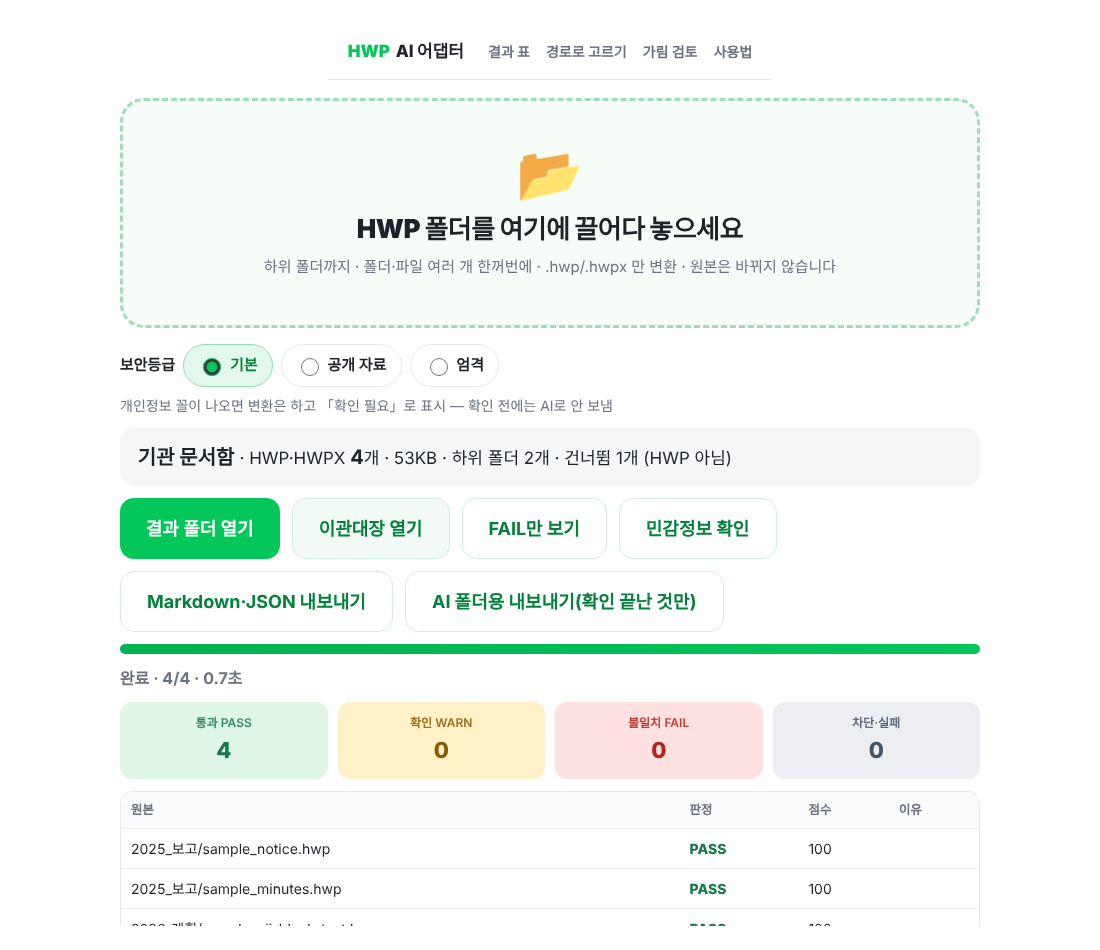 HWP AI 어댑터 결과 표 경로로 고르기 가림 검토 사용법
HWP 폴더를 여기에 끌어다 놓으세요
하위 폴더까지 · 폴더·파일 여러 개 한꺼번에 · .hwp/.hwpx 만 변환 · 원본은 바꾸지 않습니다
보안등급 기본 공개 자료 엄격
개인정보 꼴이 나오면 변환은 하고 「확인 필요」로 표시 — 확인 전에는 AI로 안 보냄
기관 문서함 · HWP·HWPX 4개 · 53KB · 하위 폴더 2개 · 건너뜀 1개 (HWP 아님)
결과 폴더 열기 이관대장 열기 FAIL만 보기 민감정보 확인
Markdown·JSON 내보내기 AI 폴더용 내보내기(확인 끝난 것만)
완료 · 4/4 · 0.7초
통과 PASS 확인 WARN 불일치 FAIL 차단·실패
4 0 0 0
원본 판정 점수 이유
2025_보고/sample_notice.hwp PASS 100
2025_보고/sample_minutes.hwp PASS 100